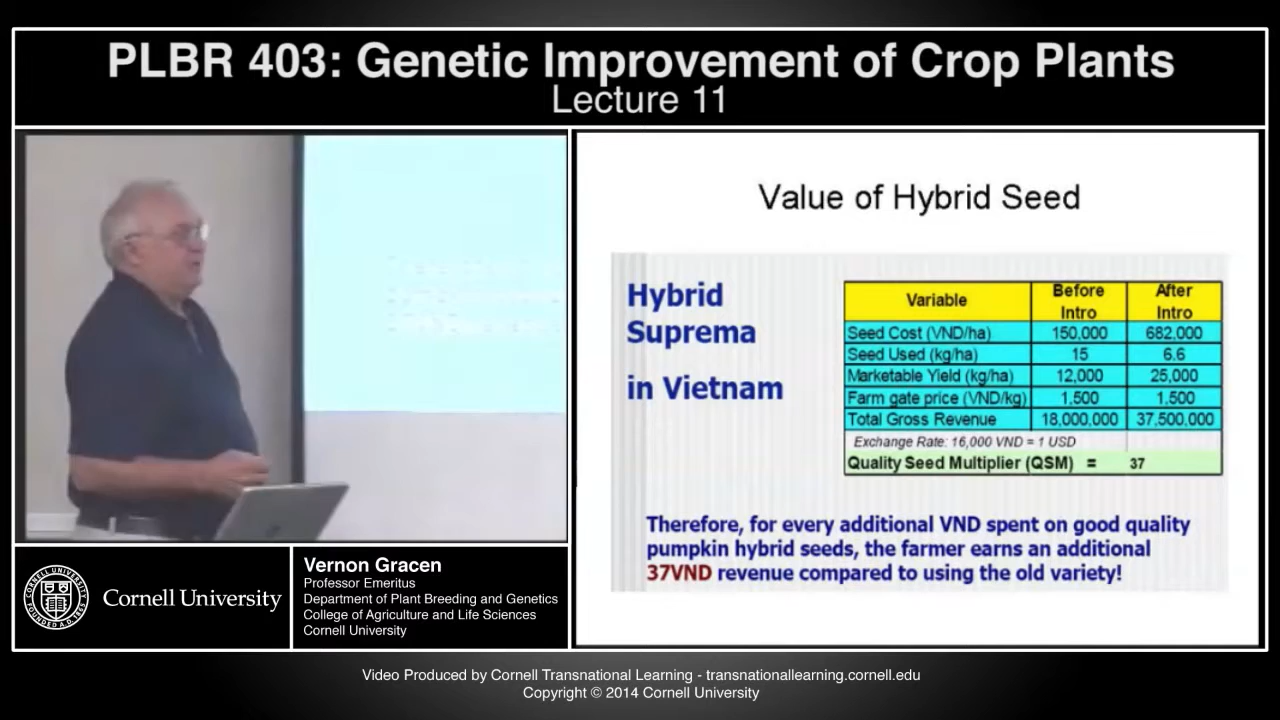 PLBR 403: Genetic Improvement of Crop Plants
Lecture 11
Value of Hybrid Seed
Hybrid
Suprema
in Vietnam
Variable Before Intro After Intro
Seed Cost (VND/ha) 150,000 682,000
Seed Used (kg/ha) 15 6.6
Marketable Yield (kg/ha) 12,000 25,000
Farm gate price (VND/kg) 1,500 1,500
Total Gross Revenue 18,000,000 37,500,000
Exchange Rate: 16,000 VND = 1 USD
Quality Seed Multiplier (QSM) = 37
Therefore, for every additional VND spent on good quality
pumpkin hybrid seeds, the farmer earns an additional
37VND revenue compared to using the old variety!
Cornell University
Vernon Gracen
Professor Emeritus
Department of Plant Breeding and Genetics
College of Agriculture and Life Sciences
Cornell University
Video Produced by Cornell Transnational Learning - transnationallearning.cornell.edu
Copyright © 2014 Cornell University